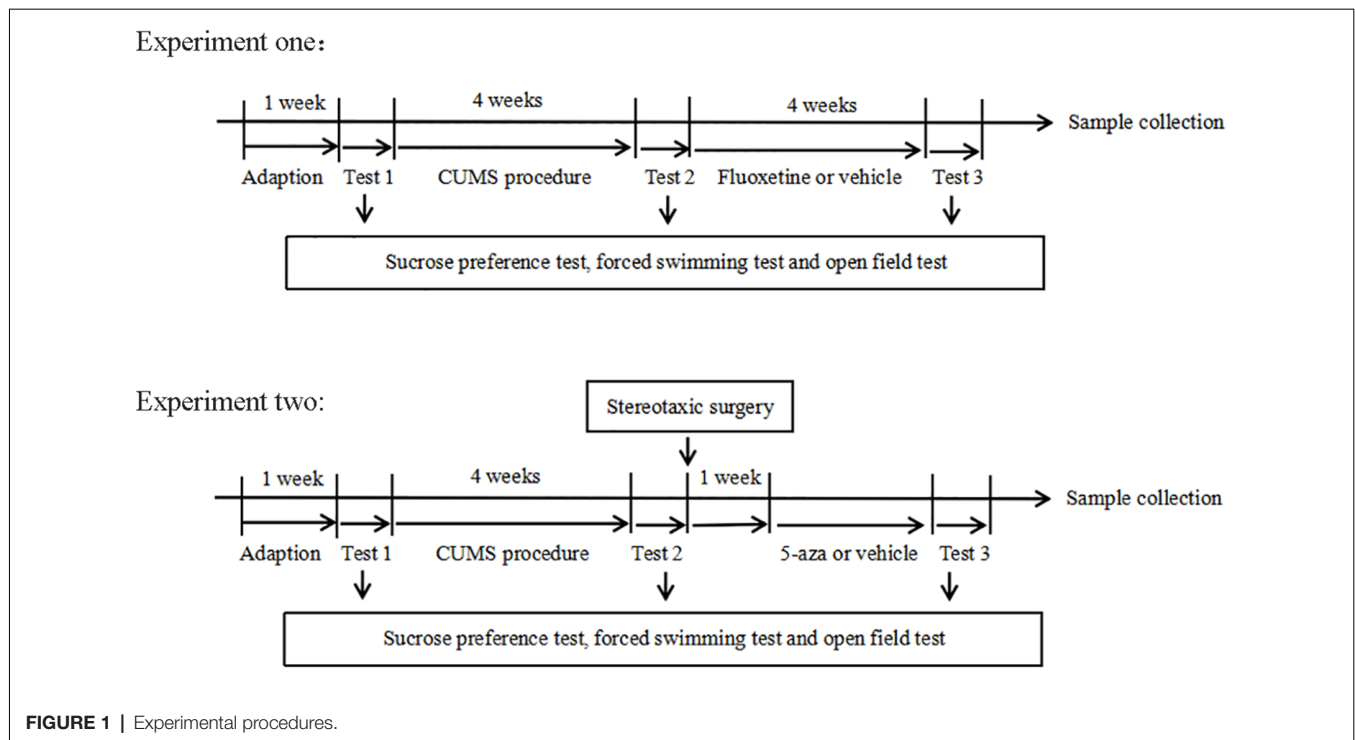 Experiment one:
1 week 4 weeks 4 weeks
Sample collection
Adaption Test 1 CUMS procedure Test 2 Fluoxetine or vehicle Test 3
Sucrose preference test, forced swimming test and open field test
Experiment two:
Stereotaxic surgery
1 week 4 weeks 1 week
Sample collection
Adaption Test 1 CUMS procedure Test 2 5-aza or vehicle Test 3
Sucrose preference test, forced swimming test and open field test
FIGURE 1 | Experimental procedures.